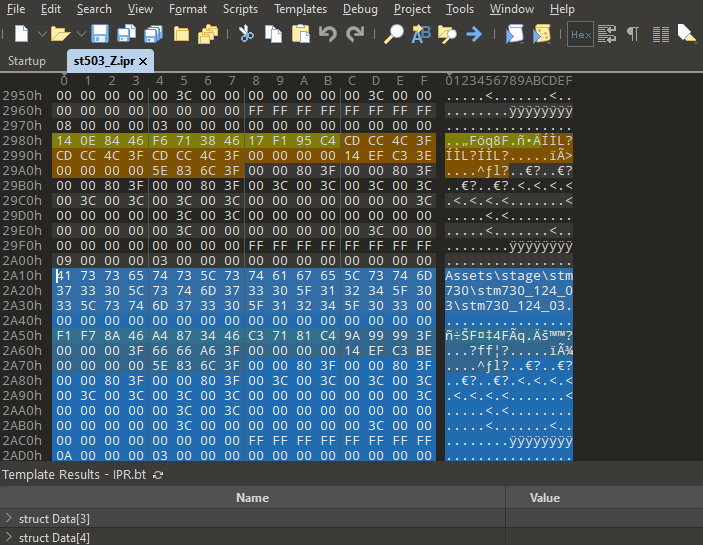 File Edit Search View Format Scripts Templates Debug Project Tools Window Help
Hex
Startup st503_Z.ipr ×
0 1 2 3 4 5 6 7 8 9 A B C D E F 0123456789ABCDEF
2950h 00 00 00 00 00 3C 00 00 00 00 00 00 00 3C 00 00 .....<.......<..
2960h 00 00 00 00 00 00 00 00 FF FF FF FF FF FF FF FF ........ÿÿÿÿÿÿÿÿ
2970h 08 00 00 00 03 00 00 00 00 00 00 00 00 00 00 00 ................
2980h 14 0E 84 46 F6 71 38 46 17 F1 95 C4 CD CC 4C 3F ..„Föq8F.ñ•ÄÍÌL?
2990h CD CC 4C 3F CD CC 4C 3F 00 00 00 00 14 EF C3 3E ÍÌL?ÍÌL?.....ïÃ>
29A0h 00 00 00 00 5E 83 6C 3F 00 00 80 3F 00 00 80 3F ....^ƒl?..€?..€?
29B0h 00 00 80 3F 00 00 80 3F 00 3C 00 3C 00 3C 00 3C ..€?..€?.<.<.<.<
29C0h 00 3C 00 3C 00 3C 00 3C 00 00 00 00 00 00 00 00 .<.<.<.<........
29D0h 00 00 00 00 00 3C 00 3C 00 00 00 00 00 00 00 00 .....<.<........
29E0h 00 00 00 00 00 3C 00 00 00 00 00 00 00 3C 00 00 .....<.......<..
29F0h 00 00 00 00 00 00 00 00 FF FF FF FF FF FF FF FF ........ÿÿÿÿÿÿÿÿ
2A00h 09 00 00 00 03 00 00 00 00 00 00 00 00 00 00 00 ................
2A10h 41 73 73 65 74 73 5C 73 74 61 67 65 5C 73 74 6D Assets\stage\stm
2A20h 37 33 30 5C 73 74 6D 37 33 30 5F 31 32 34 5F 30 730\stm730_124_0
2A30h 33 5C 73 74 6D 37 33 30 5F 31 32 34 5F 30 33 00 3\stm730_124_03.
2A40h 00 00 00 00 00 00 00 00 00 00 00 00 00 00 00 00 ................
2A50h F1 F7 8A 46 A4 87 34 46 C3 71 81 C4 9A 99 99 3F ñ÷ŠF¤‡4FÃq.Äš™™?
2A60h 00 00 00 3F 66 66 A6 3F 00 00 00 00 14 EF C3 BE ...?ff¦?.....ïÃ¾
2A70h 00 00 00 00 5E 83 6C 3F 00 00 80 3F 00 00 80 3F ....^ƒl?..€?..€?
2A80h 00 00 80 3F 00 00 80 3F 00 3C 00 3C 00 3C 00 3C ..€?..€?.<.<.<.<
2A90h 00 3C 00 3C 00 3C 00 3C 00 00 00 00 00 00 00 00 .<.<.<.<........
2AA0h 00 00 00 00 00 3C 00 3C 00 00 00 00 00 00 00 00 .....<.<........
2AB0h 00 00 00 00 00 3C 00 00 00 00 00 00 00 3C 00 00 .....<.......<..
2AC0h 00 00 00 00 00 00 00 00 FF FF FF FF FF FF FF FF ........ÿÿÿÿÿÿÿÿ
2AD0h 0A 00 00 00 03 00 00 00 00 00 00 00 00 00 00 00 ................
Template Results - IPR.bt
Name Value
struct Data[3]
struct Data[4]